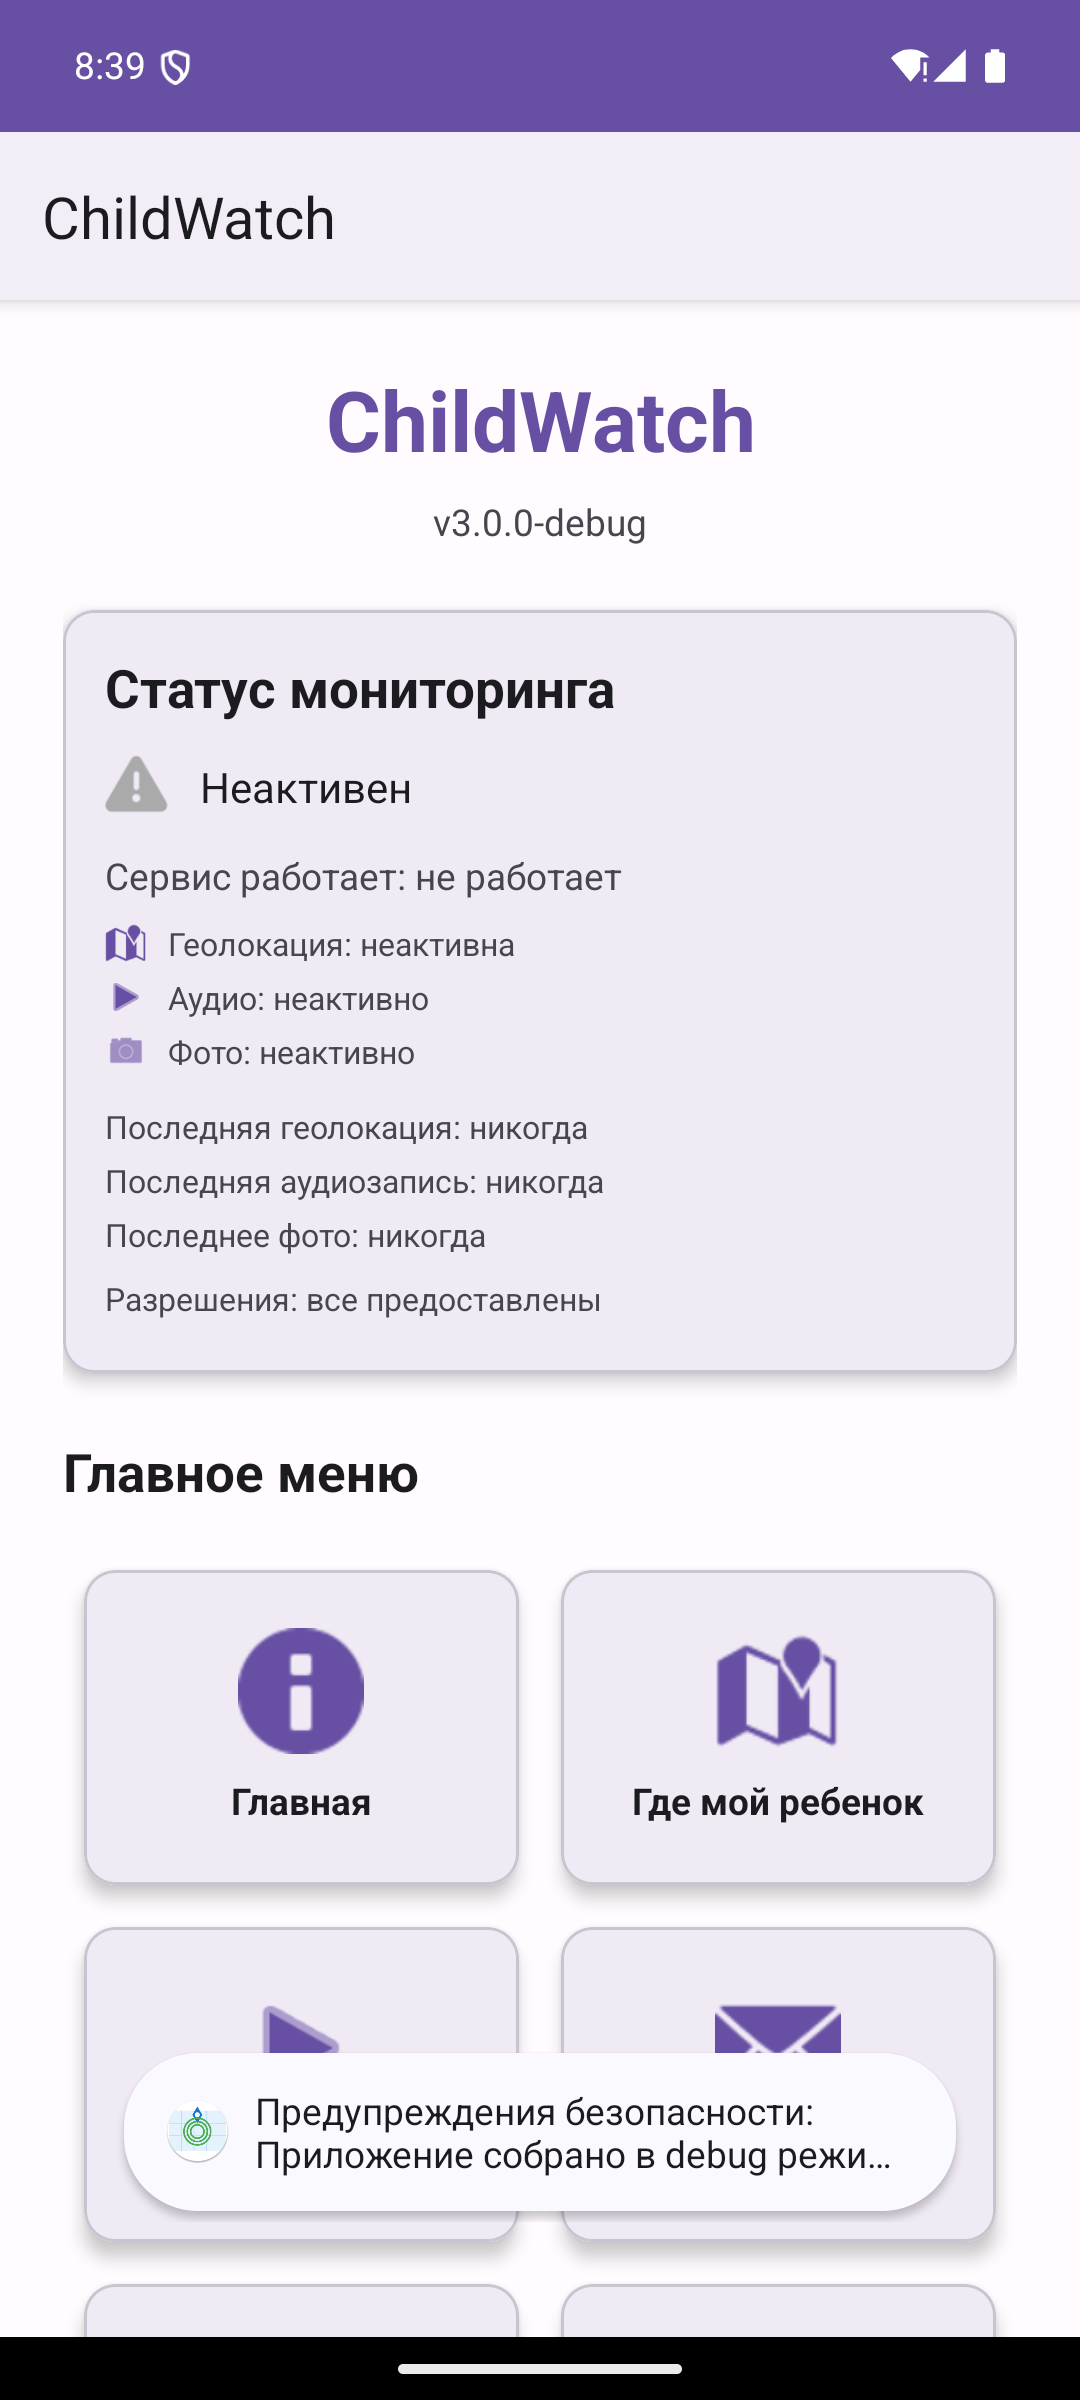 8:39
ChildWatch
ChildWatch
v3.0.0-debug
Статус мониторинга
Неактивен
Сервис работает: не работает
Геолокация: неактивна
Аудио: неактивно
Фото: неактивно
Последняя геолокация: никогда
Последняя аудиозапись: никогда
Последнее фото: никогда
Разрешения: все предоставлены
Главное меню
Главная
Где мой ребенок
Предупреждения безопасности:
Приложение собрано в debug режи...